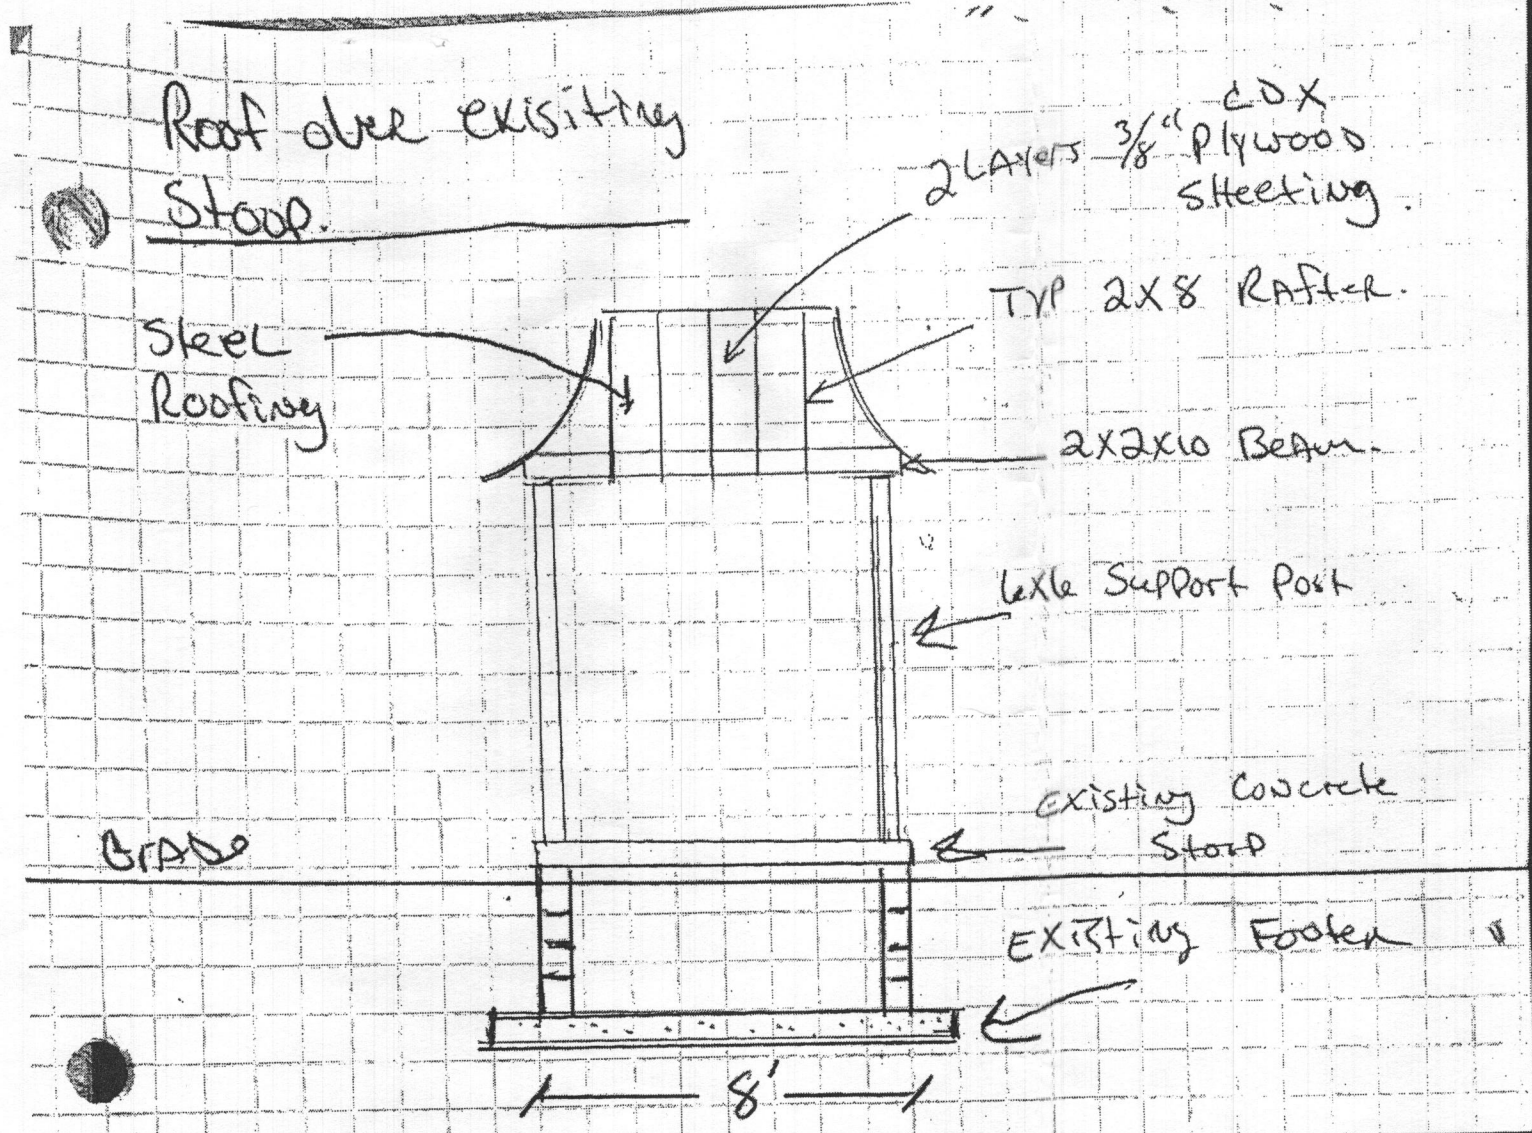 Roof over exisiting
Stoop.
2 LAyers 3/8" CDX
Plywood
SHeeting.
Typ 2x8 RAfter.
Steel
Roofing
2x2x10 BeAm.
6x6 Support Post
Existing Concrete
Stoop
GrADe
Existing Footer
8'